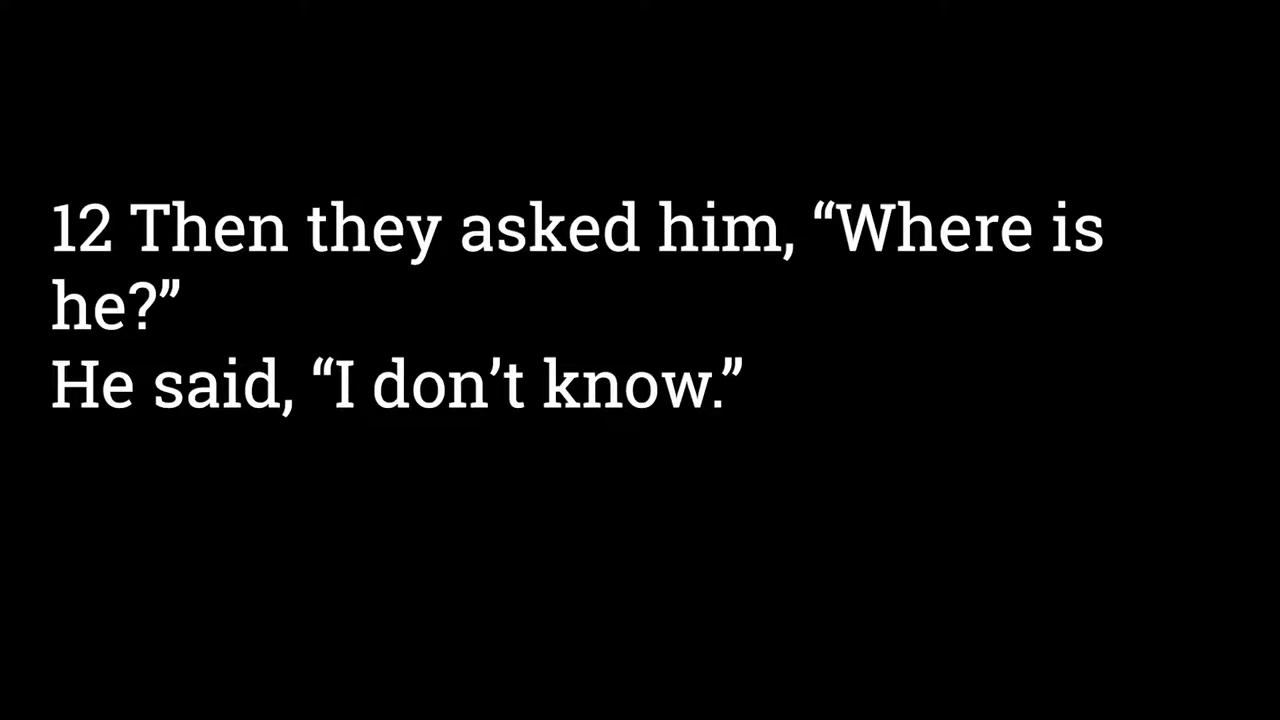 12 Then they asked him, “Where is
he?”
He said, “I don’t know.”